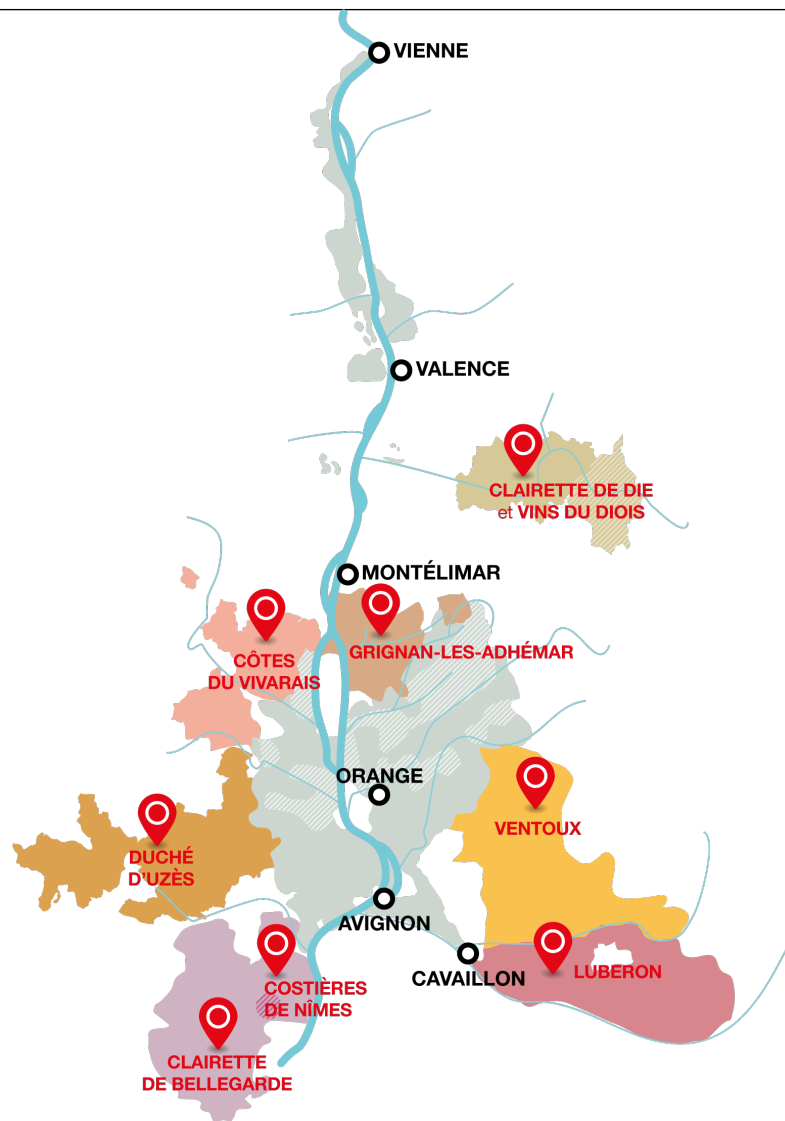 VIENNE
VALENCE
CLAIRETTE DE DIE
et VINS DU DIOIS
MONTÉLIMAR
GRIGNAN-LES-ADHÉMAR
CÔTES
DU VIVARAIS
ORANGE
VENTOUX
DUCHÉ
D'UZÈS
AVIGNON
CAVAILLON
LUBERON
COSTIÈRES
DE NÎMES
CLAIRETTE
DE BELLEGARDE